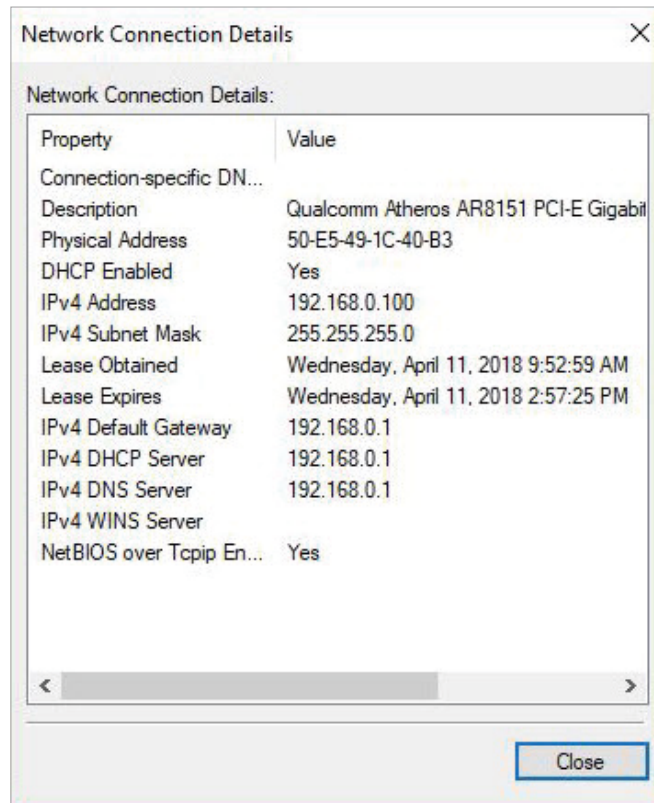 Network Connection Details
Network Connection Details:
Property Value
Connection-specific DN...
Description Qualcomm Atheros AR8151 PCI-E Gigabit
Physical Address 50-E5-49-1C-40-B3
DHCP Enabled Yes
IPv4 Address 192.168.0.100
IPv4 Subnet Mask 255.255.255.0
Lease Obtained Wednesday, April 11, 2018 9:52:59 AM
Lease Expires Wednesday, April 11, 2018 2:57:25 PM
IPv4 Default Gateway 192.168.0.1
IPv4 DHCP Server 192.168.0.1
IPv4 DNS Server 192.168.0.1
IPv4 WINS Server
NetBIOS over Tcpip En... Yes
Close